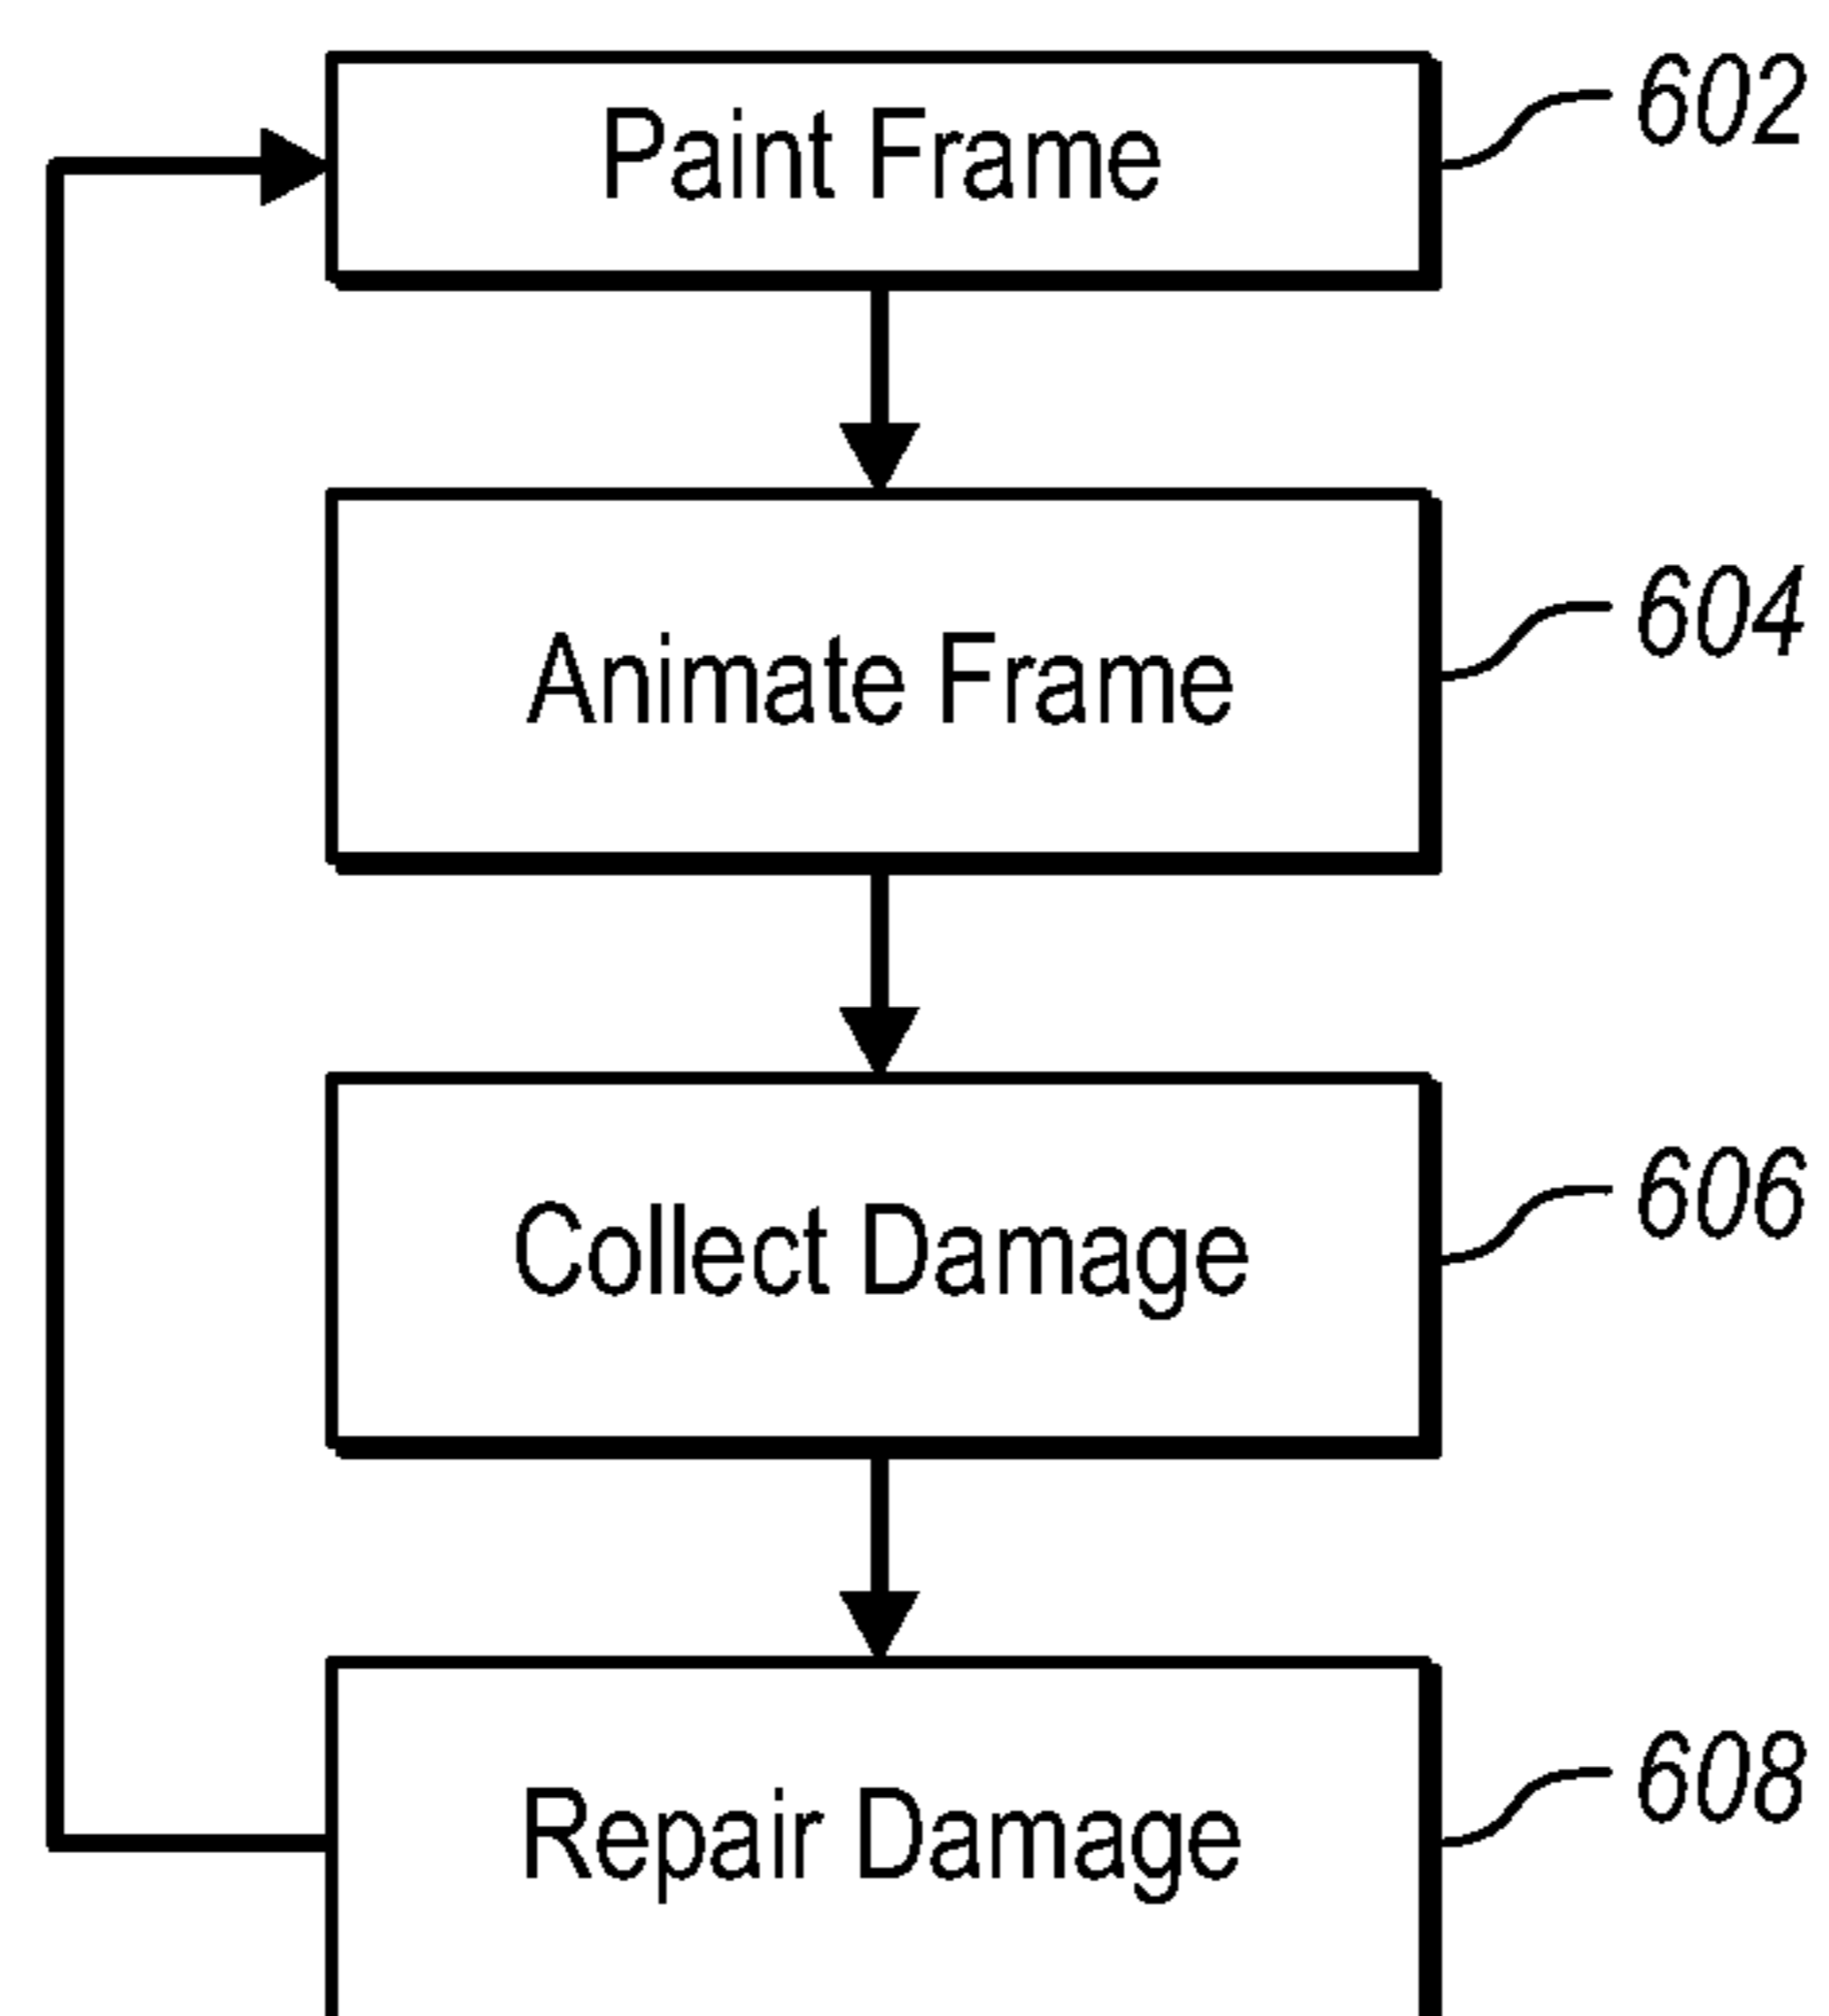 Paint Frame
602
Animate Frame
604
Collect Damage
606
Repair Damage
608